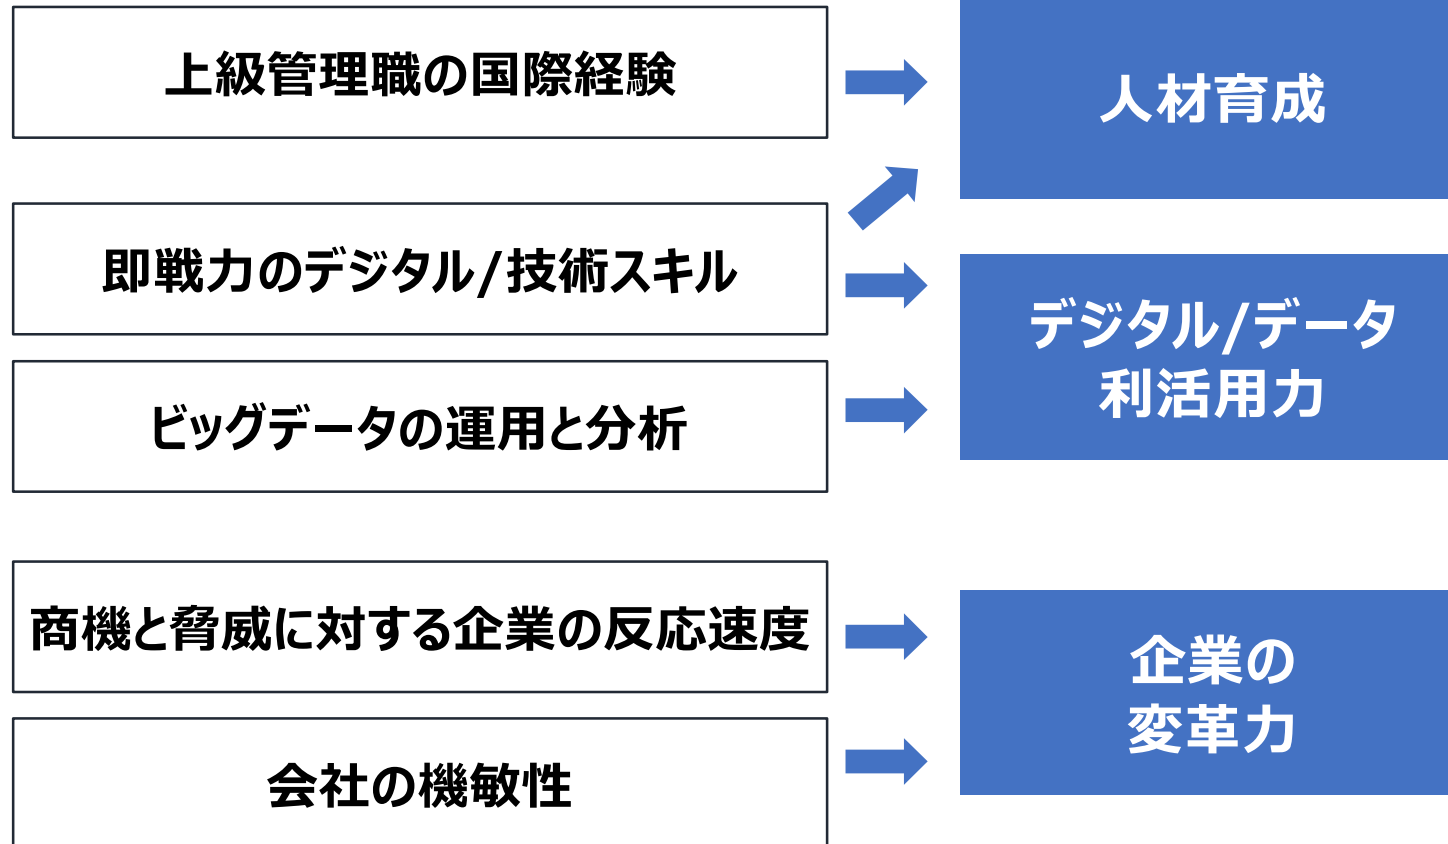 上級管理職の国際経験
人材育成
即戦力のデジタル/技術スキル
デジタル/データ
利活用力
ビッグデータの運用と分析
商機と脅威に対する企業の反応速度
企業の
変革力
会社の機敏性